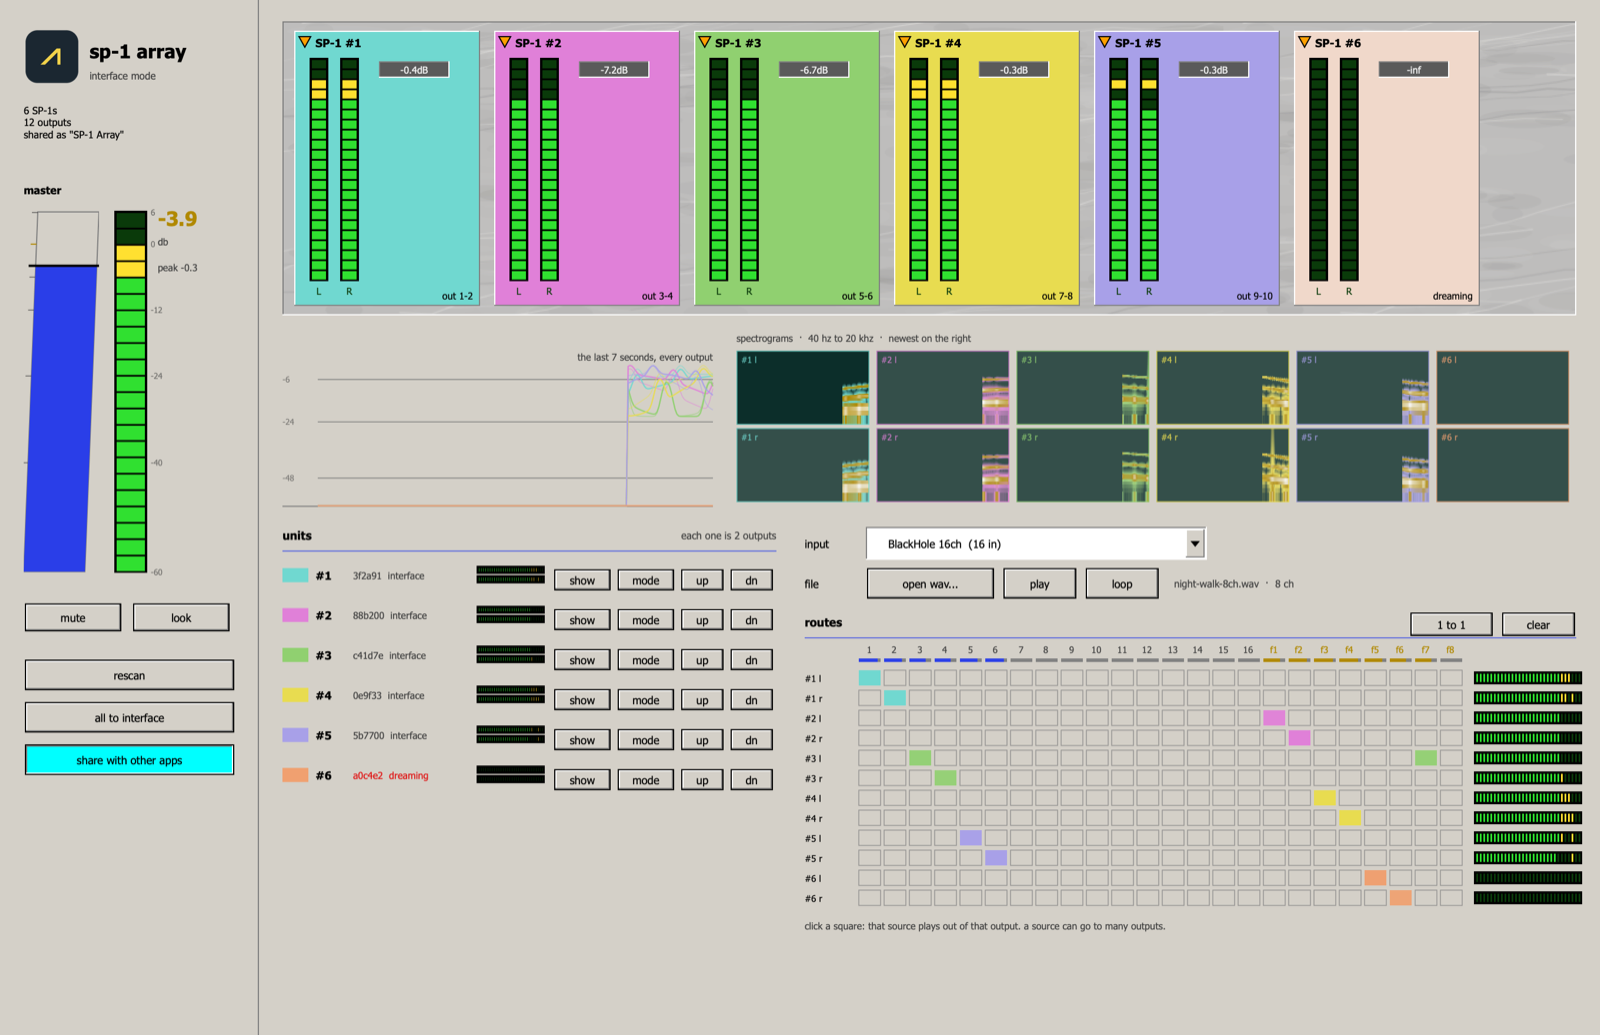 sp-1 array
interface mode
6 SP-1s
12 outputs
shared as "SP-1 Array"
master
6
-3.9
0 db
peak -0.3
-12
-24
-40
-60
mute
look
rescan
all to interface
share with other apps
SP-1 #1
-0.4dB
L R
out 1-2
SP-1 #2
-7.2dB
L R
out 3-4
SP-1 #3
-6.7dB
L R
out 5-6
SP-1 #4
-0.3dB
L R
out 7-8
SP-1 #5
-0.3dB
L R
out 9-10
SP-1 #6
-inf
L R
dreaming
the last 7 seconds, every output
-6
-24
-48
spectrograms · 40 hz to 20 khz · newest on the right
#1 l #2 l #3 l #4 l #5 l #6 l
#1 r #2 r #3 r #4 r #5 r #6 r
units
each one is 2 outputs
#1 3f2a91 interface show mode up dn
#2 88b200 interface show mode up dn
#3 c41d7e interface show mode up dn
#4 0e9f33 interface show mode up dn
#5 5b7700 interface show mode up dn
#6 a0c4e2 dreaming show mode up dn
input BlackHole 16ch (16 in)
file open wav... play loop night-walk-8ch.wav · 8 ch
routes 1 to 1 clear
1 2 3 4 5 6 7 8 9 10 11 12 13 14 15 16 f1 f2 f3 f4 f5 f6 f7 f8
#1 l
#1 r
#2 l
#2 r
#3 l
#3 r
#4 l
#4 r
#5 l
#5 r
#6 l
#6 r
click a square: that source plays out of that output. a source can go to many outputs.